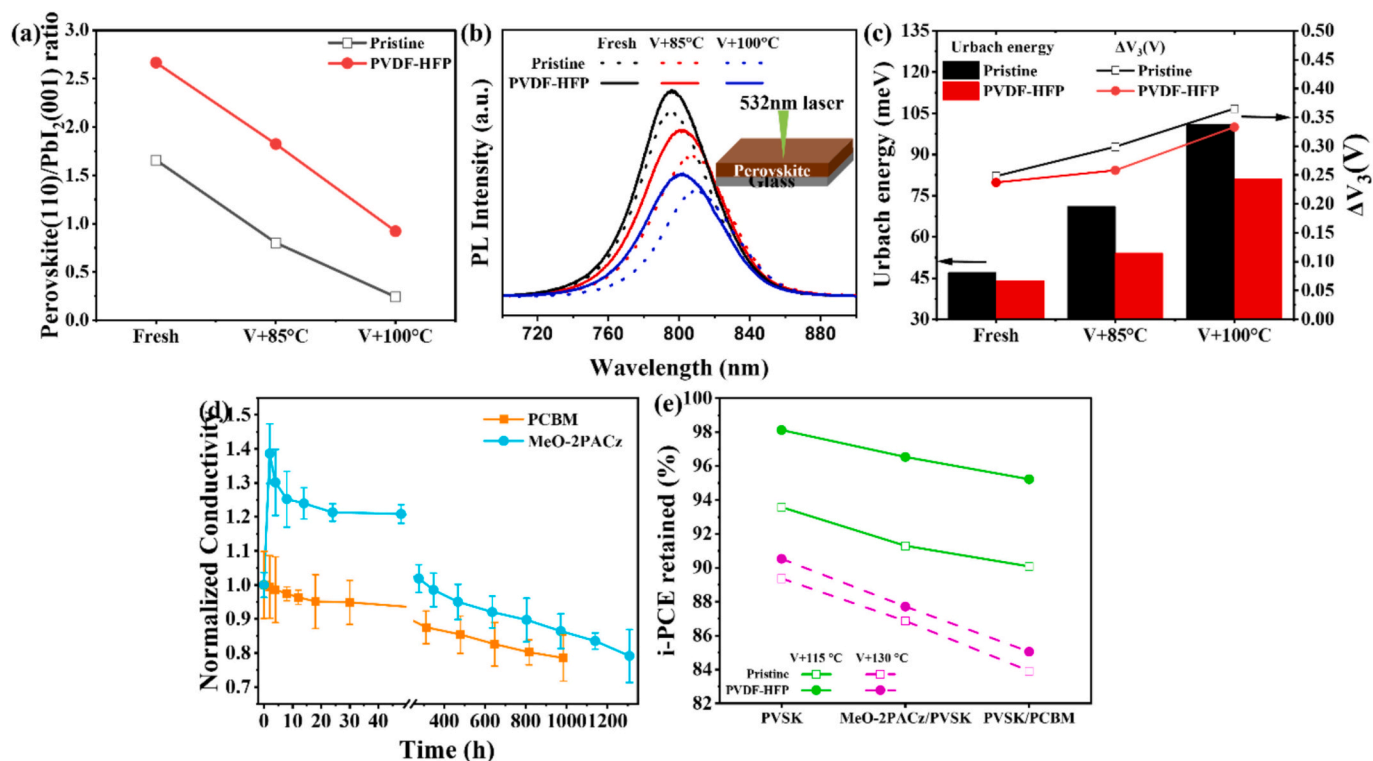 (a)
Perovskite(110)/PbI₂(001) ratio
3.0
2.5
2.0
1.5
1.0
0.5
0.0
Pristine
PVDF-HFP
Fresh
V+85°C
V+100°C
(b)
PL Intensity (a.u.)
Fresh V+85°C V+100°C
Pristine
PVDF-HFP
532nm laser
Perovskite
Glass
720 760 800 840 880
Wavelength (nm)
(c)
Urbach energy (meV)
135
120
105
90
75
60
45
30
Urbach energy ΔV₃(V)
Pristine Pristine
PVDF-HFP PVDF-HFP
0.50
0.45
0.40
0.35
0.30
0.25
0.20
0.15
0.10
0.05
0.00
ΔV₃(V)
Fresh V+85°C V+100°C
(d)
Normalized Conductivity
1.5
1.4
1.3
1.2
1.1
1.0
0.9
0.8
0.7
PCBM
MeO-2PACz
0 10 20 30 40 400 600 800 1000 1200
Time (h)
(e)
i-PCE retained (%)
98
96
94
92
90
88
86
84
82
V+115 °C V+130 °C
Pristine
PVDF-HFP
PVSK MeO-2PACz/PVSK PVSK/PCBM